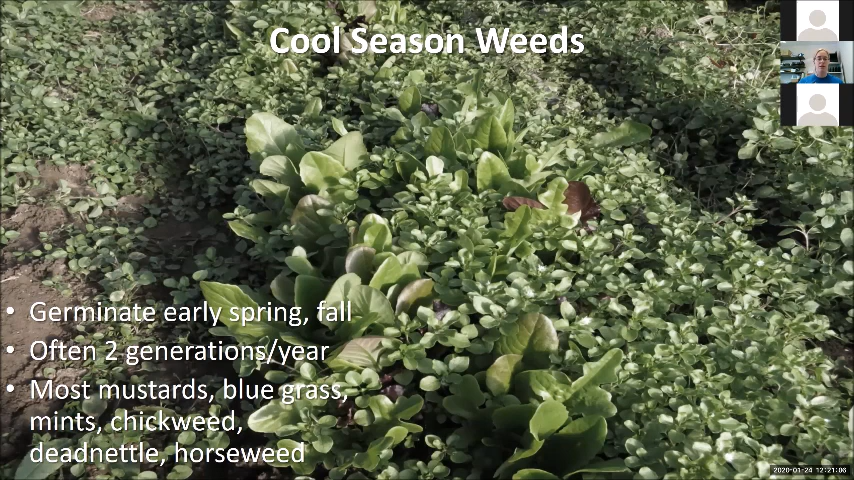 Cool Season Weeds
• Germinate early spring, fall
• Often 2 generations/year
• Most mustards, blue grass,
mints, chickweed,
deadnettle, horseweed
2020-01-24 12:21:06